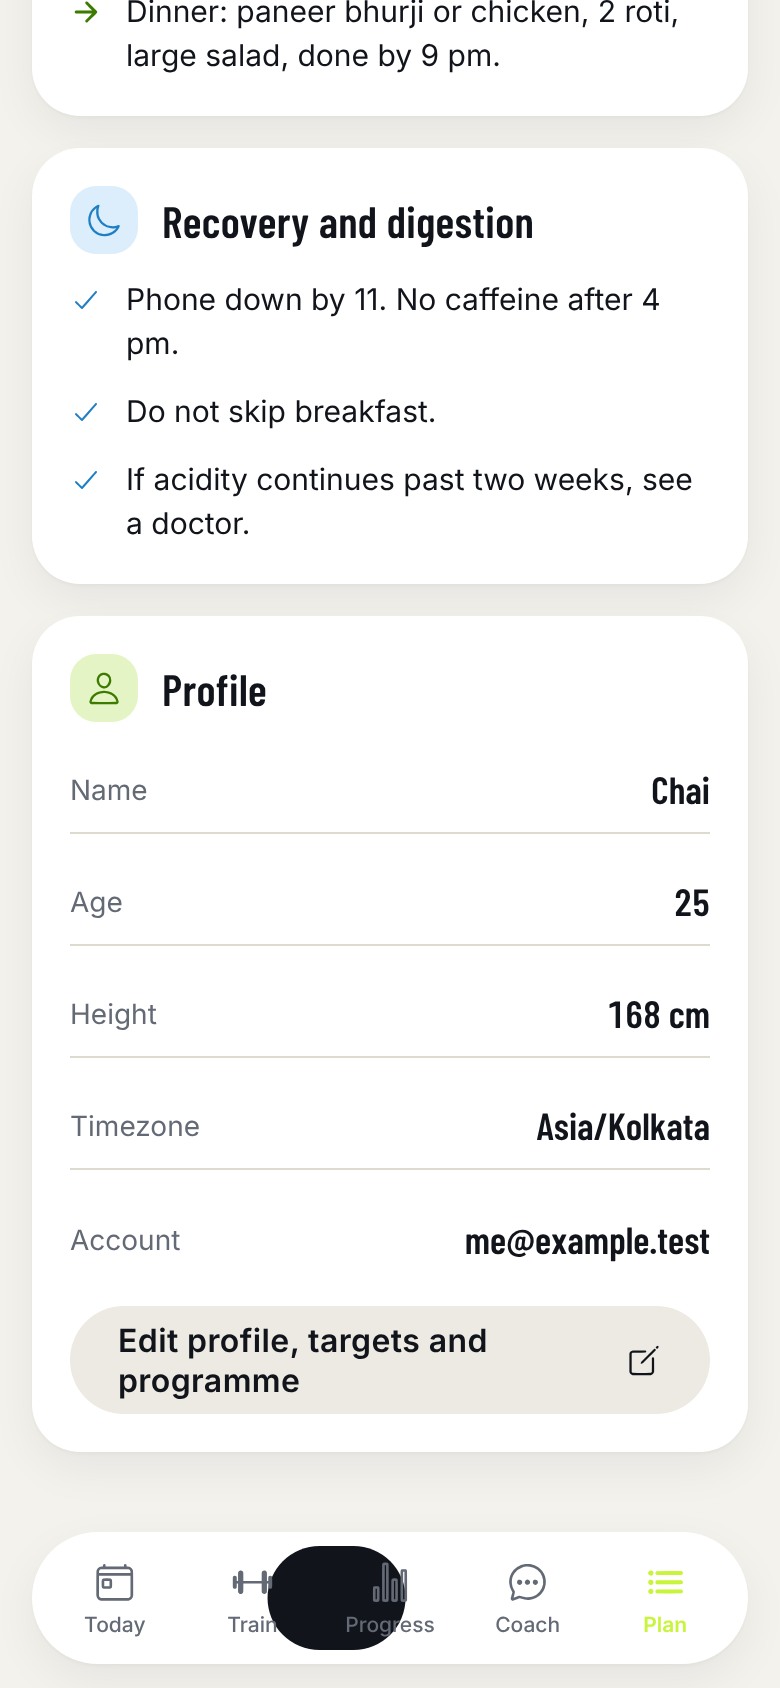 Dinner: paneer bhurji or chicken, 2 roti,
large salad, done by 9 pm.
Recovery and digestion
Phone down by 11. No caffeine after 4
pm.
Do not skip breakfast.
If acidity continues past two weeks, see
a doctor.
Profile
Name
Chai
Age
25
Height
168 cm
Timezone
Asia/Kolkata
Account
me@example.test
Edit profile, targets and
programme
Today
Train
Progress
Coach
Plan